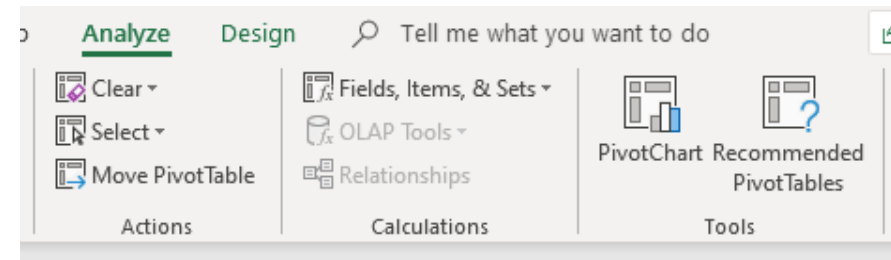 Analyze Design Tell me what you want to do
Clear
Select
Move PivotTable
Actions
Fields, Items, & Sets
OLAP Tools
Relationships
Calculations
PivotChart
Recommended
PivotTables
Tools